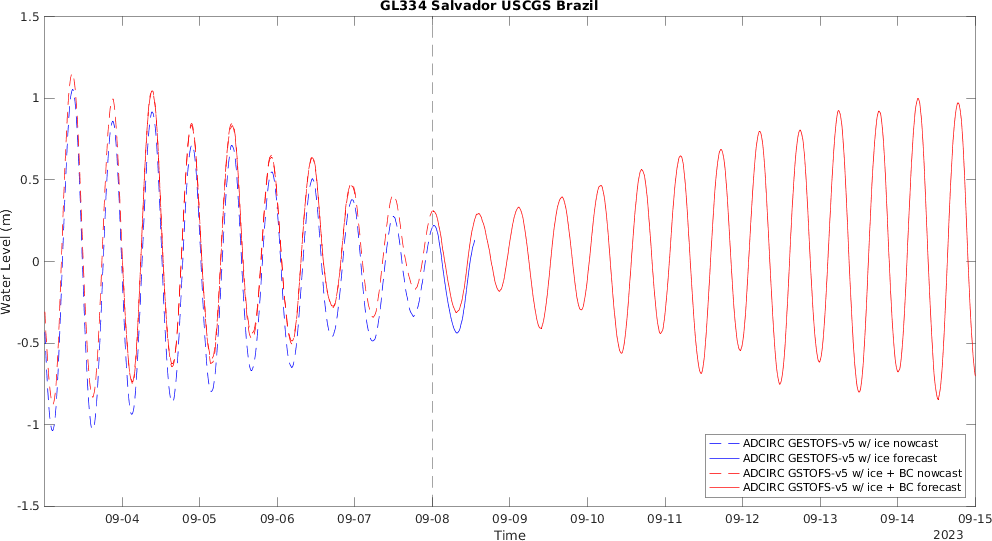 GL334 Salvador USCGS Brazil
1.5
1
0.5
0
-0.5
-1
-1.5
Water Level (m)
ADCIRC GESTOFS-v5 w/ ice nowcast
ADCIRC GESTOFS-v5 w/ ice forecast
ADCIRC GSTOFS-v5 w/ ice + BC nowcast
ADCIRC GSTOFS-v5 w/ ice + BC forecast
09-04 09-05 09-06 09-07 09-08 09-09 09-10 09-11 09-12 09-13 09-14 09-15
Time
2023